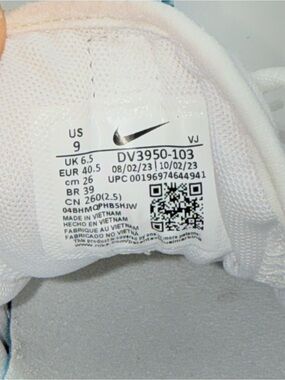 US
9
VJ
UK 6.5
EUR 40.5
cm 26
BR 39
CN 260(2.5)
DV3950-103
08/02/23 10/02/23
UPC 00196974644941
04BHMQPHBSHJW
MADE IN VIETNAM
HECHO EN VIETNAM
FABRIQUE AU VIETNAM
FABRICADO NO VIETNÃ